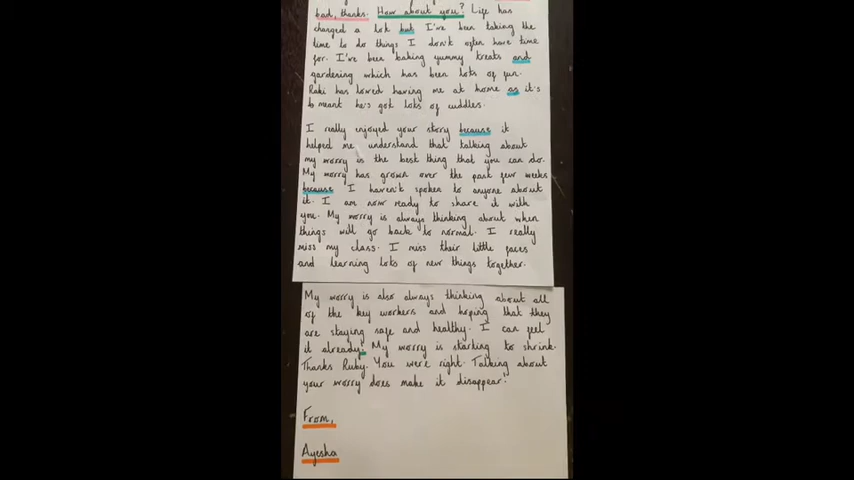 bad, thanks. How about you? Life has
changed a lot but I've been taking the
time to do things I don't often have time
for. I've been baking yummy treats and
gardening which has been lots of fun.
Raki has loved having me at home as it's
meant he's got lots of cuddles.
I really enjoyed your story because it
helped me understand that talking about
my worry is the best thing that you can do.
My worry has grown over the past few weeks
because I haven't spoken to anyone about
it. I am now ready to share it with
you. My worry is always thinking about when
things will go back to normal. I really
miss my class. I miss their little faces
and learning lots of new things together.
My worry is also always thinking about all
of the key workers and hoping that they
are staying safe and healthy. I can feel
it already! My worry is starting to shrink.
Thanks Ruby. You were right. Talking about
your worry does make it disappear!
From,
Ayesha